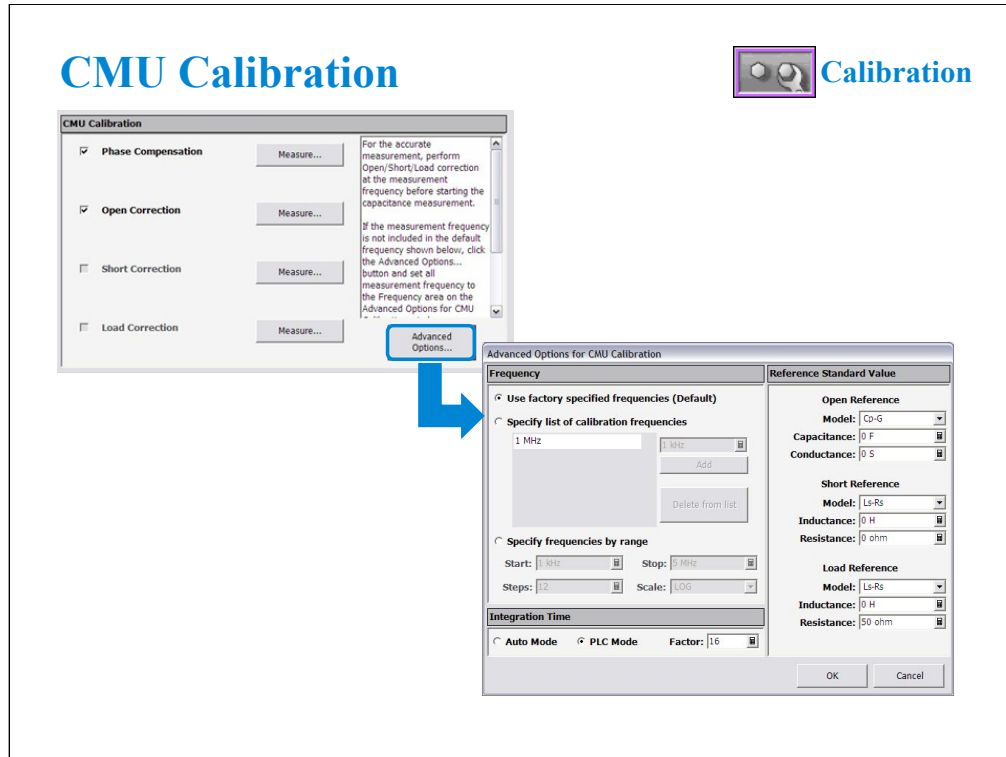 CMU Calibration
Calibration
CMU Calibration
Phase Compensation
Measure...
Open Correction
Measure...
Short Correction
Measure...
Load Correction
Measure...
For the accurate
measurement, perform
Open/Short/Load correction
at the measurement
frequency before starting the
capacitance measurement.
If the measurement frequency
is not included in the default
frequency shown below, click
the Advanced Options...
button and set all
measurement frequency to
the Frequency area on the
Advanced Options for CMU
Advanced
Options...
Advanced Options for CMU Calibration
Frequency
Use factory specified frequencies (Default)
Specify list of calibration frequencies
1 MHz
1 kHz
Add
Delete from list
Specify frequencies by range
Start: 1 kHz
Stop: 5 MHz
Steps: 12
Scale: LOG
Integration Time
Auto Mode
PLC Mode
Factor: 16
Reference Standard Value
Open Reference
Model: Cp-G
Capacitance: 0 F
Conductance: 0 S
Short Reference
Model: Ls-Rs
Inductance: 0 H
Resistance: 0 ohm
Load Reference
Model: Ls-Rs
Inductance: 0 H
Resistance: 50 ohm
OK
Cancel